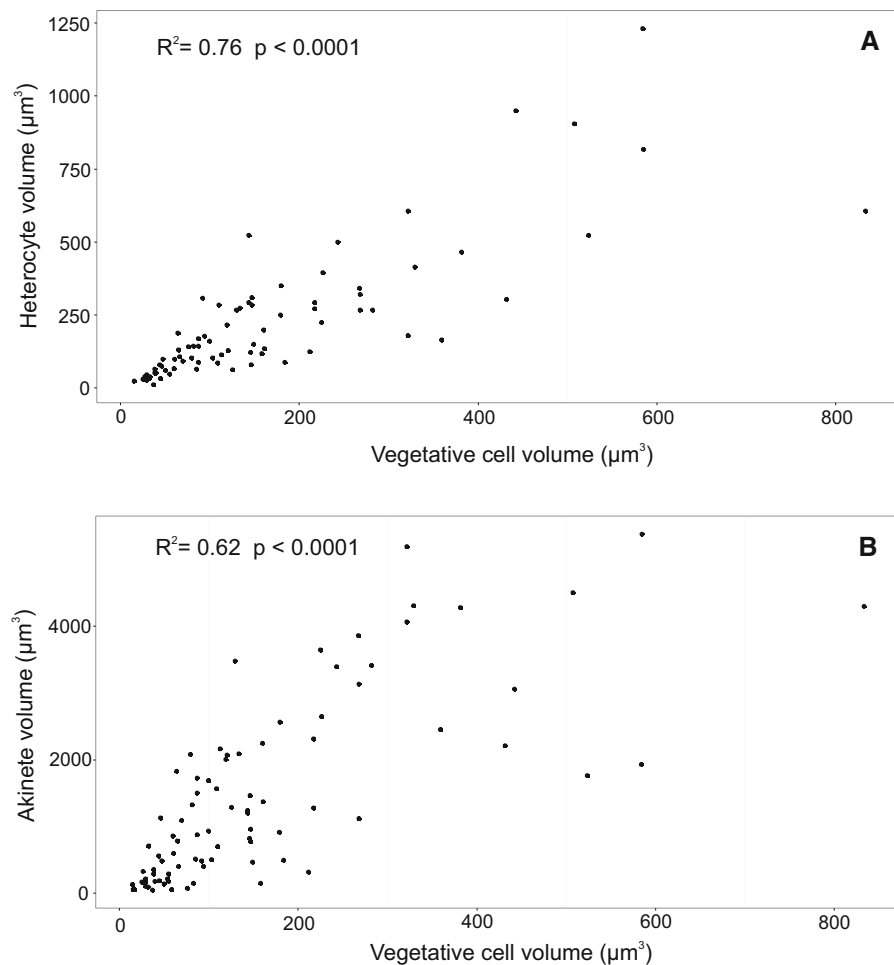 R²= 0.76 p < 0.0001
A
1250
1000
750
500
250
0
Heterocyte volume (µm³)
0 200 400 600 800
Vegetative cell volume (µm³)
R²= 0.62 p < 0.0001
B
4000
2000
0
Akinete volume (µm³)
0 200 400 600 800
Vegetative cell volume (µm³)